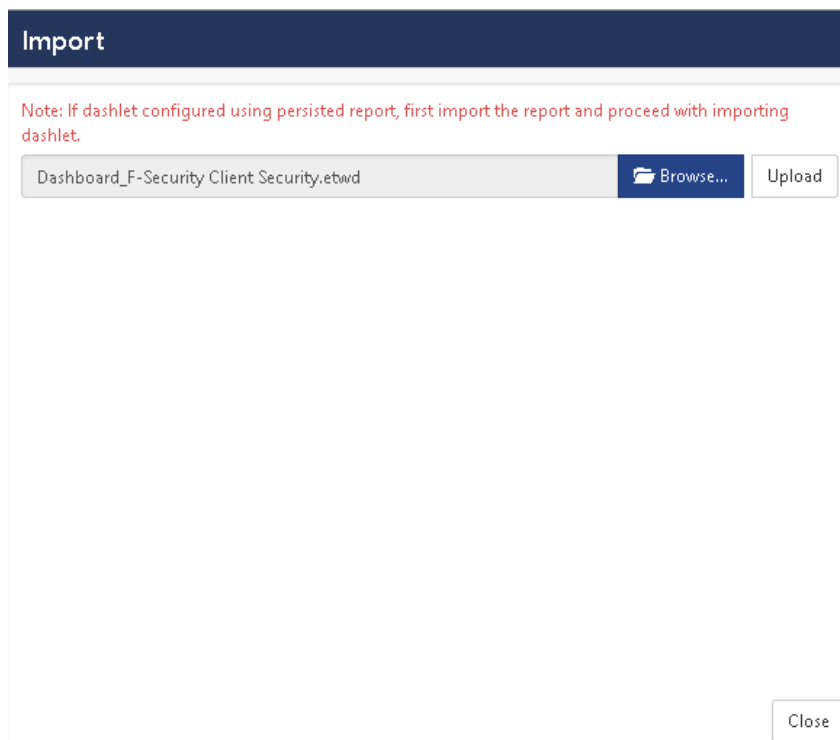 Import
Note: If dashlet configured using persisted report, first import the report and proceed with importing
dashlet.
Dashboard_F-Security Client Security.etwd
Browse...
Upload
Close